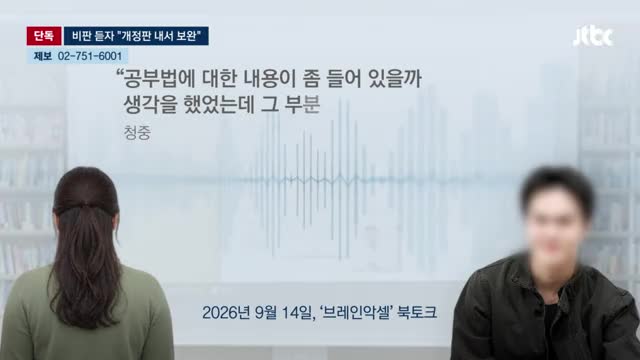 단독 비판 듣자 "개정판 내서 보완"
jtbc
제보 02-751-6001
“공부법에 대한 내용이 좀 들어 있을까
생각을 했었는데 그 부분
청중
2026년 9월 14일, ‘브레인악셀’ 북토크